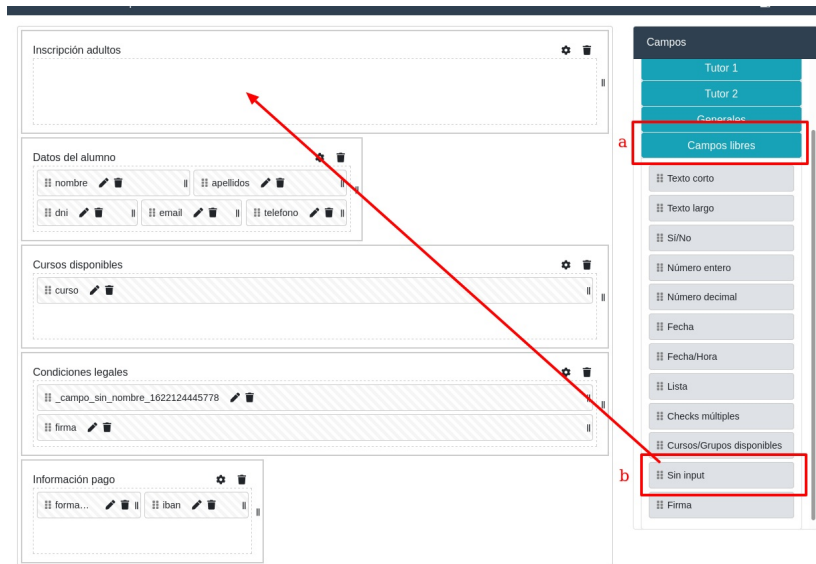 Inscripción adultos
Datos del alumno
nombre apellidos
dni email telefono
Cursos disponibles
curso
Condiciones legales
_campo_sin_nombre_1622124445778
firma
Información pago
forma... iban
Campos
Tutor 1
Tutor 2
Generales
a
Campos libres
Texto corto
Texto largo
Sí/No
Número entero
Número decimal
Fecha
Fecha/Hora
Lista
Checks múltiples
Cursos/Grupos disponibles
b
Sin input
Firma